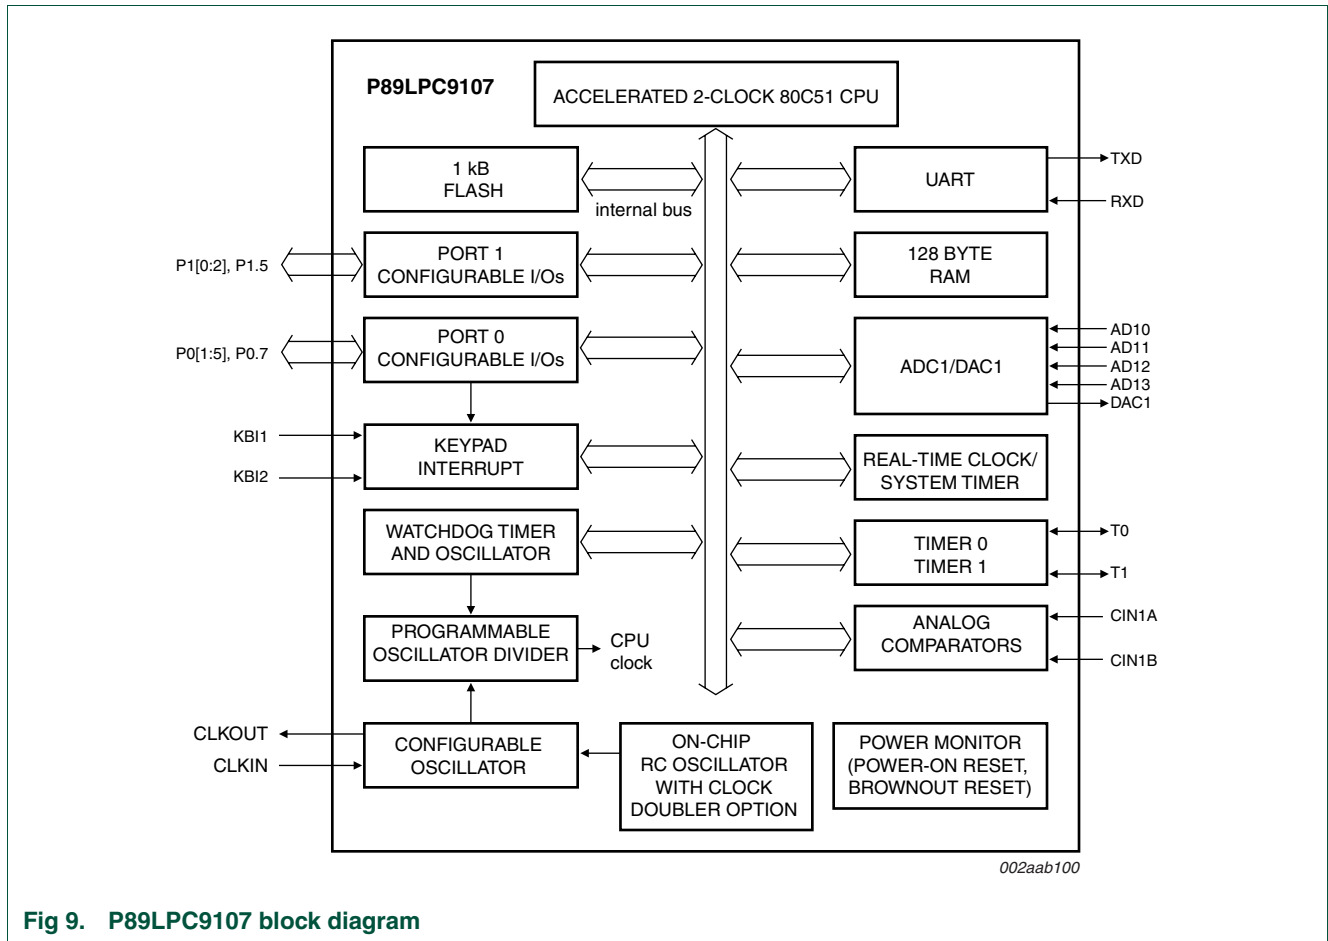 P89LPC9107
ACCELERATED 2-CLOCK 80C51 CPU
1 kB
FLASH
internal bus
UART
TXD
RXD
P1[0:2], P1.5
PORT 1
CONFIGURABLE I/Os
128 BYTE
RAM
P0[1:5], P0.7
PORT 0
CONFIGURABLE I/Os
ADC1/DAC1
AD10
AD11
AD12
AD13
DAC1
KBI1
KBI2
KEYPAD
INTERRUPT
REAL-TIME CLOCK/
SYSTEM TIMER
WATCHDOG TIMER
AND OSCILLATOR
TIMER 0
TIMER 1
T0
T1
PROGRAMMABLE
OSCILLATOR DIVIDER
CPU
clock
ANALOG
COMPARATORS
CIN1A
CIN1B
CLKOUT
CLKIN
CONFIGURABLE
OSCILLATOR
ON-CHIP
RC OSCILLATOR
WITH CLOCK
DOUBLER OPTION
POWER MONITOR
(POWER-ON RESET,
BROWNOUT RESET)
002aab100
Fig 9. P89LPC9107 block diagram